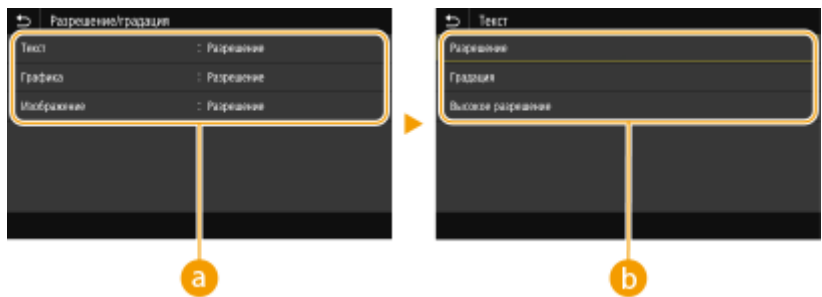 Разрешение/градация
Текст : Разрешение
Графика : Разрешение
Изображение : Разрешение
a
Текст
Разрешение
Градация
Высокое разрешение
b